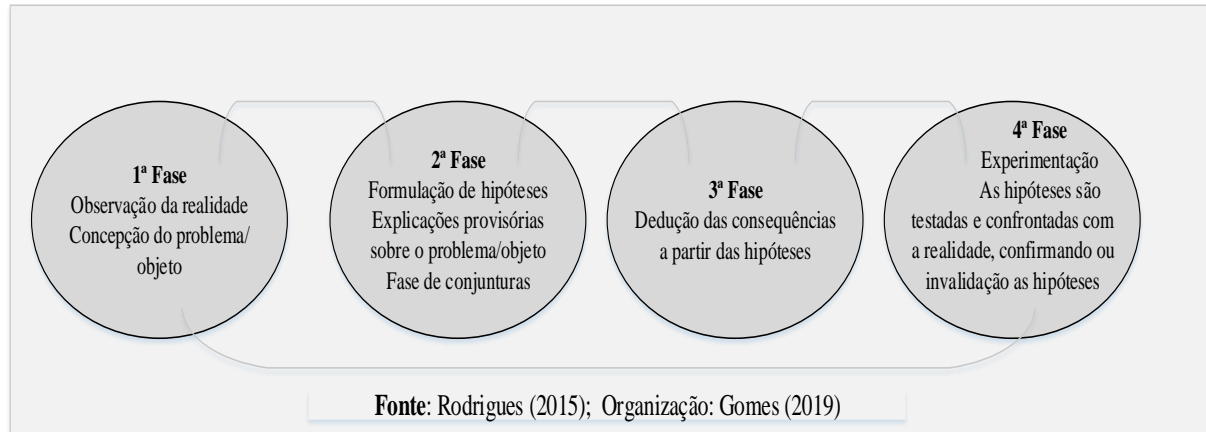 1ª Fase
Observação da realidade
Concepção do problema/
objeto
2ª Fase
Formulação de hipóteses
Explicações provisórias
sobre o problema/objeto
Fase de conjunturas
3ª Fase
Dedução das consequências
a partir das hipóteses
4ª Fase
Experimentação
As hipóteses são
testadas e confrontadas com
a realidade, confirmando ou
invalidação as hipóteses
Fonte: Rodrigues (2015); Organização: Gomes (2019)